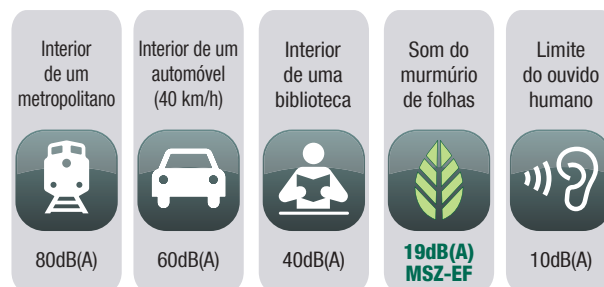 Interior
de um
metropolitano
80dB(A)
Interior de um
automóvel
(40 km/h)
60dB(A)
Interior
de uma
biblioteca
40dB(A)
Som do
murmúrio
de folhas
19dB(A)
MSZ-EF
Limite
do ouvido
humano
10dB(A)